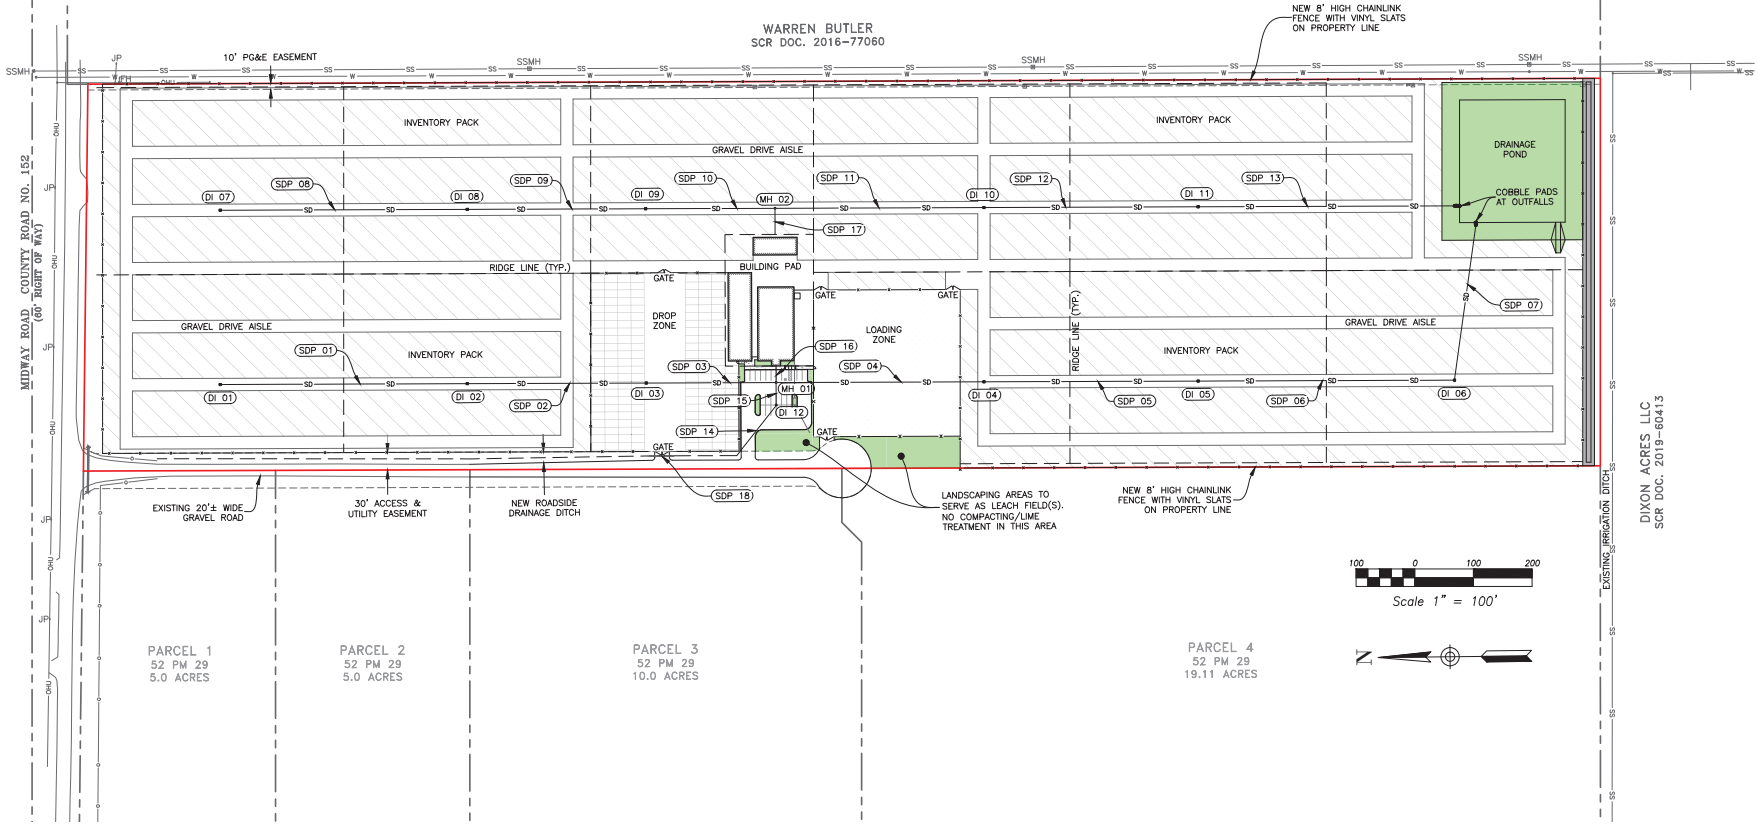 NEW 8' HIGH CHAINLINK
FENCE WITH VINYL SLATS
ON PROPERTY LINE
WARREN BUTLER
SCR DOC. 2016-77060
10' PG&E EASEMENT
JP
SSMH
SSMH
SSMH
SSMH
FH
OHU
SS
W
INVENTORY PACK
INVENTORY PACK
GRAVEL DRIVE AISLE
DRAINAGE
POND
COBBLE PADS
AT OUTFALLS
SDP 08
SDP 09
SDP 10
SDP 11
SDP 12
SDP 13
DI 07
DI 08
DI 09
MH 02
DI 10
DI 11
SD
SDP 17
MIDWAY ROAD COUNTY ROAD NO. 152
(60' RIGHT OF WAY)
OHU
JP
RIDGE LINE (TYP.)
BUILDING PAD
GATE
GATE
GATE
SDP 07
DROP
ZONE
LOADING
ZONE
RIDGE LINE (TYP.)
GRAVEL DRIVE AISLE
GRAVEL DRIVE AISLE
JP
SDP 01
INVENTORY PACK
INVENTORY PACK
SDP 16
SDP 03
SDP 04
DI 01
DI 02
SDP 02
DI 03
SDP 15
MH 01
DI 12
DI 04
SDP 05
DI 05
SDP 06
DI 06
SDP 14
GATE
GATE
SDP 18
EXISTING 20'± WIDE
GRAVEL ROAD
30' ACCESS &
UTILITY EASEMENT
NEW ROADSIDE
DRAINAGE DITCH
LANDSCAPING AREAS TO
SERVE AS LEACH FIELD(S).
NO COMPACTING/LIME
TREATMENT IN THIS AREA
NEW 8' HIGH CHAINLINK
FENCE WITH VINYL SLATS
ON PROPERTY LINE
EXISTING IRRIGATION DITCH
DIXON ACRES LLC
SCR DOC. 2019-60413
JP
OHU
JP
OHU
100 0 100 200
Scale 1" = 100'
N
PARCEL 1
52 PM 29
5.0 ACRES
PARCEL 2
52 PM 29
5.0 ACRES
PARCEL 3
52 PM 29
10.0 ACRES
PARCEL 4
52 PM 29
19.11 ACRES